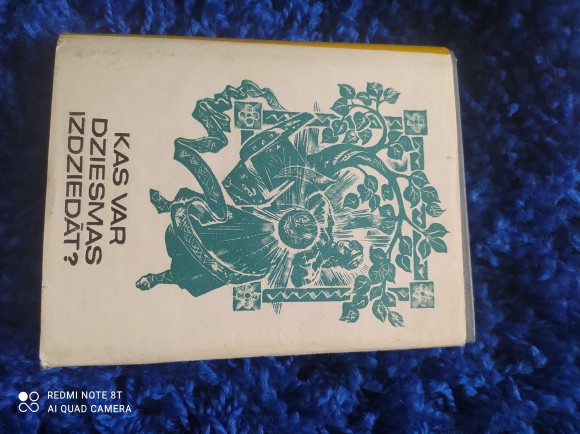 KAS VAR
DZIESMAS
IZDZIEDĀT?
REDMI NOTE 8T
AI QUAD CAMERA